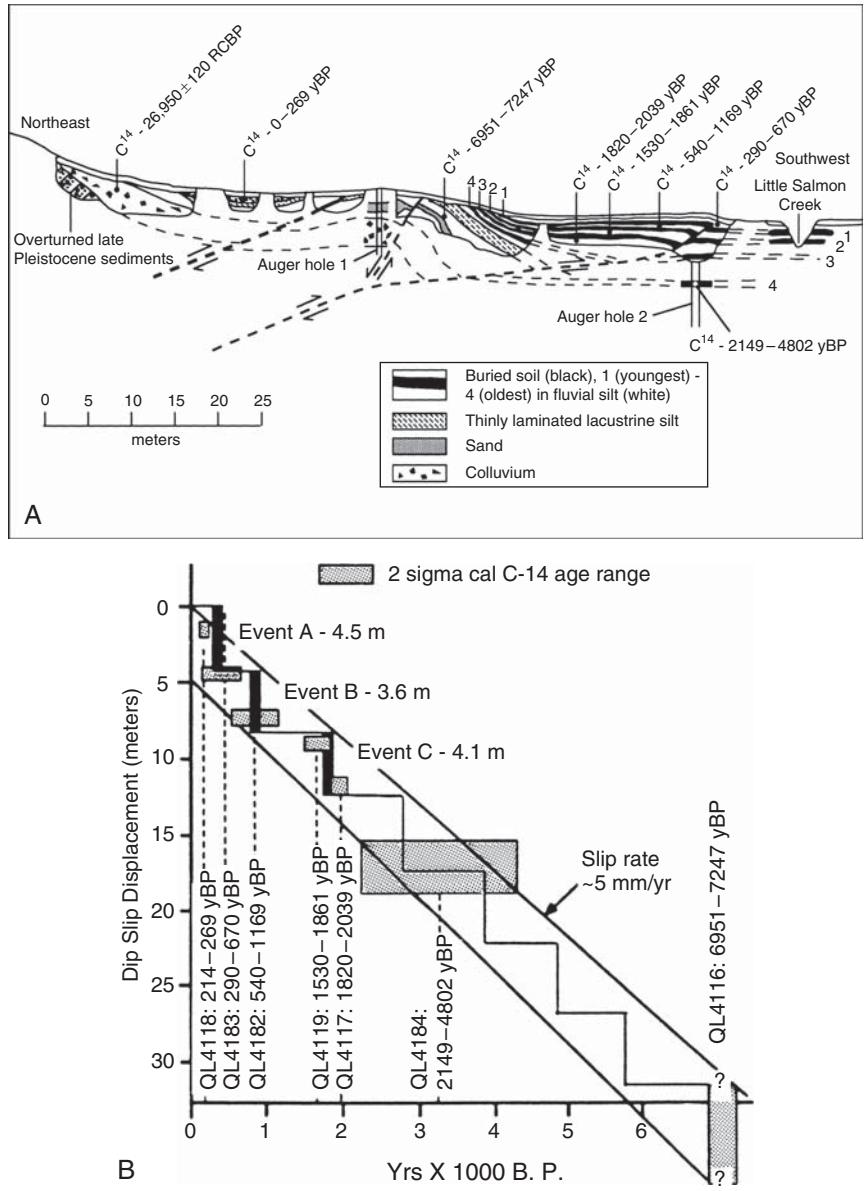 C14 - 26,950±120 RCBP
C14 - 0–269 yBP
C14 - 6951–7247 yBP
C14 - 1820–2039 yBP
C14 - 1530–1861 yBP
C14 - 540–1169 yBP
C14 - 290–670 yBP
Northeast
Southwest
Little Salmon
Creek
4 3 2 1
1
2
3
4
Overturned late
Pleistocene sediments
Auger hole 1
Auger hole 2
C14 - 2149–4802 yBP
0 5 10 15 20 25
meters
Buried soil (black), 1 (youngest) -
4 (oldest) in fluvial silt (white)
Thinly laminated lacustrine silt
Sand
Colluvium
A
2 sigma cal C-14 age range
Event A - 4.5 m
Event B - 3.6 m
Event C - 4.1 m
Slip rate
~5 mm/yr
Dip Slip Displacement (meters)
0
5
10
15
20
25
30
QL4118: 214–269 yBP
QL4183: 290–670 yBP
QL4182: 540–1169 yBP
QL4119: 1530–1861 yBP
QL4117: 1820–2039 yBP
QL4184:
2149–4802 yBP
QL4116: 6951–7247 yBP
?
?
0 1 2 3 4 5 6
Yrs X 1000 B. P.
B